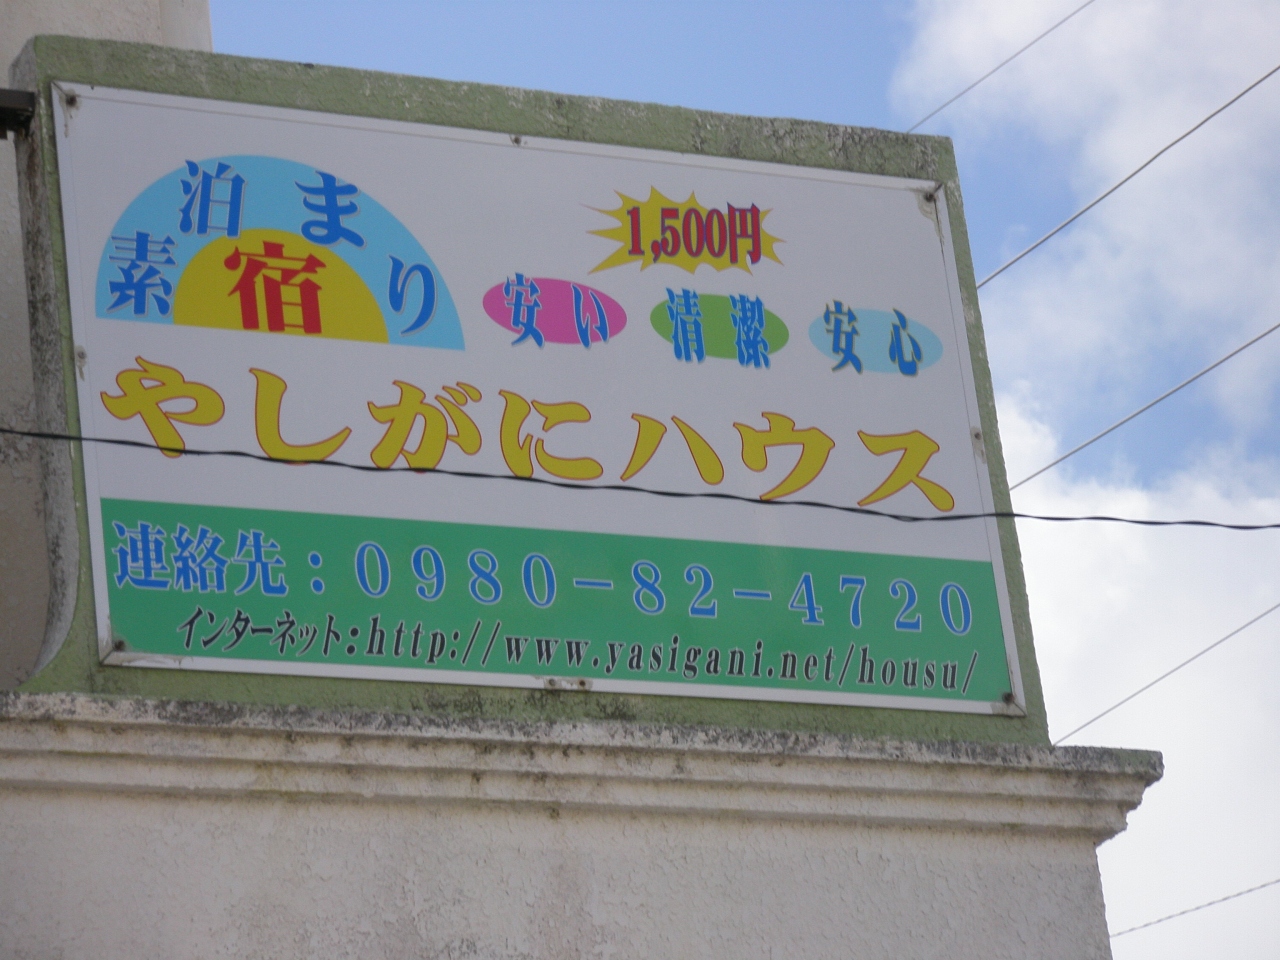 素泊まり
宿
1,500円
安い 清潔 安心
やしがにハウス
連絡先：0980-82-4720
インターネット:http://www.yasigani.net/housu/